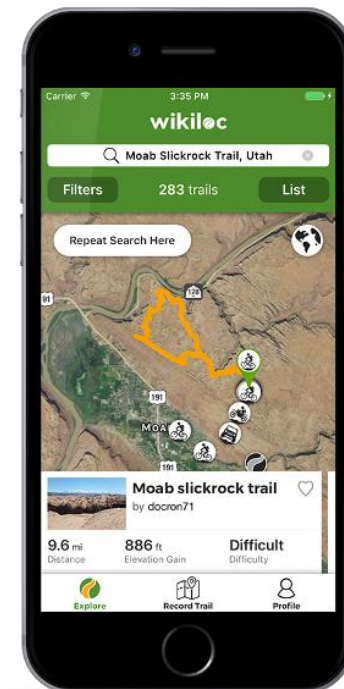 Carrier 3:35 PM
wikiloc
Moab Slickrock Trail, Utah
Filters 283 trails List
Repeat Search Here
128
91
191
MOA
191
Moab slickrock trail
by docron71
9.6 mi 886 ft Difficult
Distance Elevation Gain Difficulty
Explore Record Trail Profile